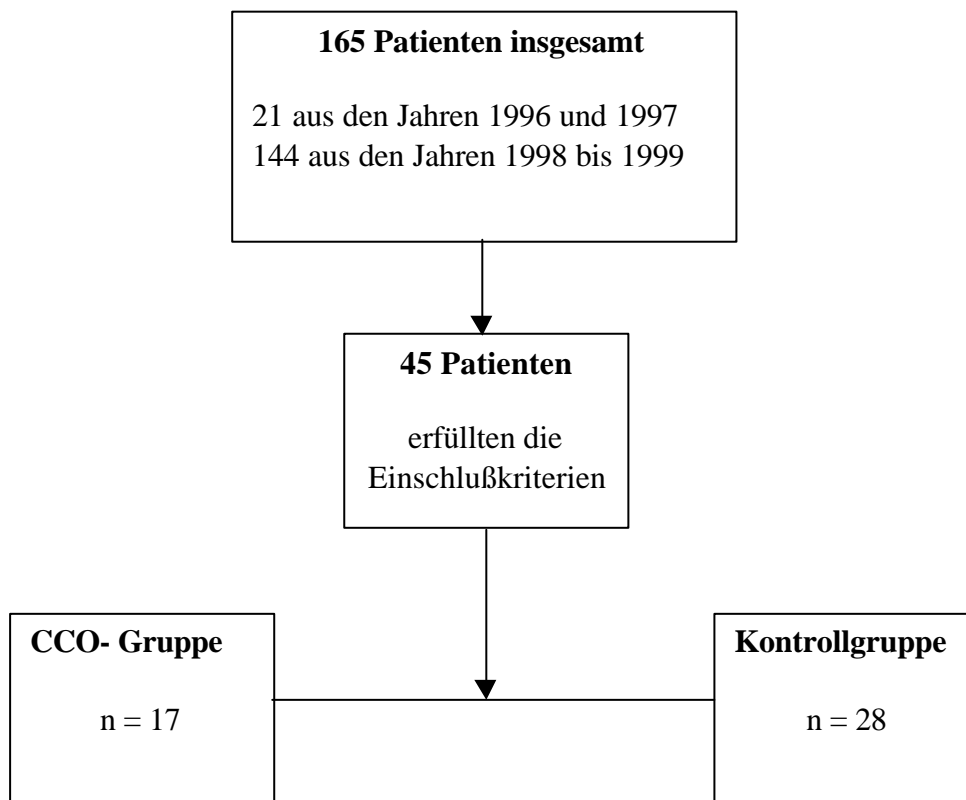 165 Patienten insgesamt
21 aus den Jahren 1996 und 1997
144 aus den Jahren 1998 bis 1999
45 Patienten
erfüllten die
Einschlußkriterien
CCO- Gruppe
n = 17
Kontrollgruppe
n = 28